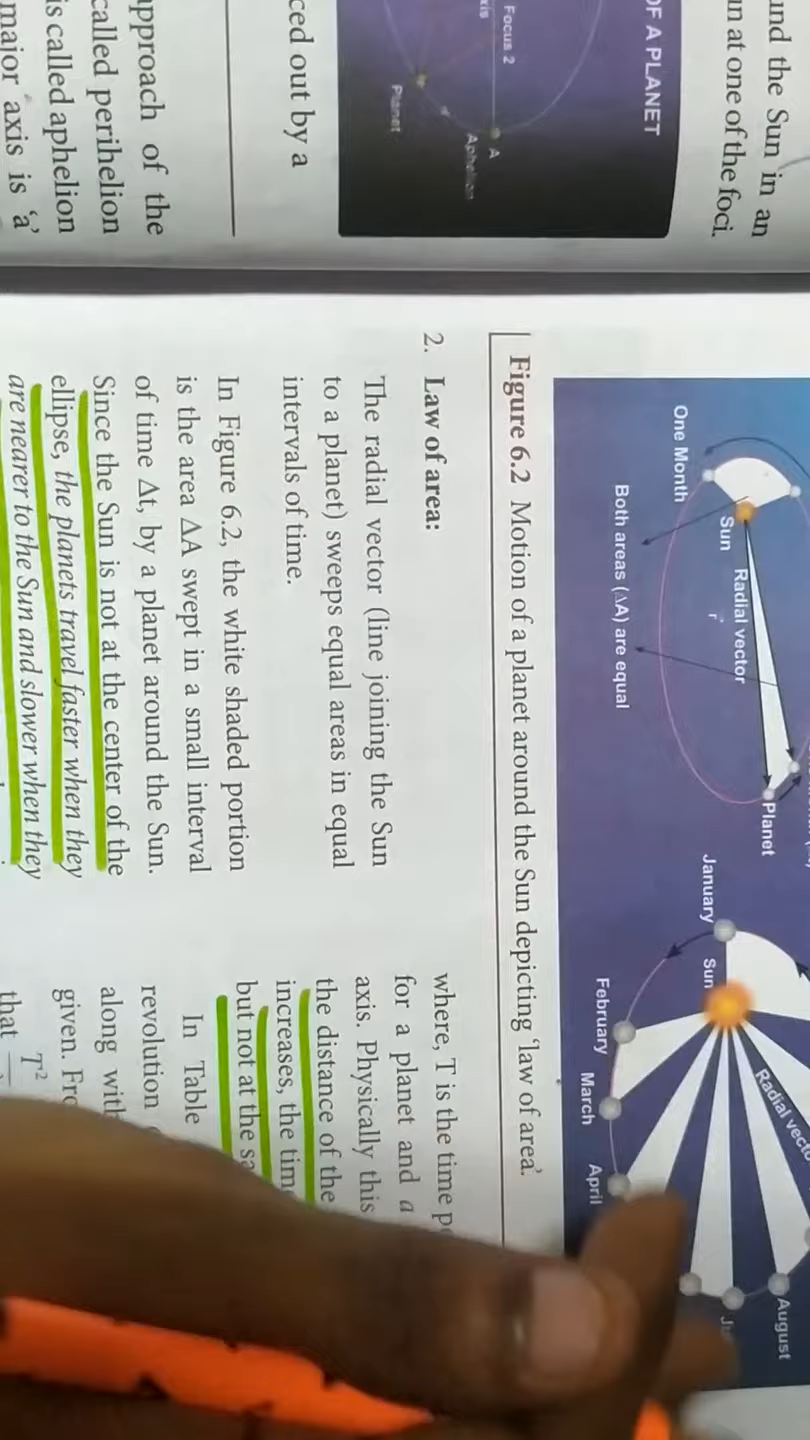 und the Sun in an
un at one of the foci.
OF A PLANET
Focus 2
xis
A
Aphelion
Planet
ced out by a
approach of the
called perihelion
is called aphelion
major axis is 'a'
One Month
Sun
Radial vector
r
Both areas (ΔA) are equal
Planet
January
Sun
February
March
April
Radial vecto
August
Figure 6.2 Motion of a planet around the Sun depicting 'law of area'.
2. Law of area:
The radial vector (line joining the Sun
to a planet) sweeps equal areas in equal
intervals of time.
In Figure 6.2, the white shaded portion
is the area ΔA swept in a small interval
of time Δt, by a planet around the Sun.
Since the Sun is not at the center of the
ellipse, the planets travel faster when they
are nearer to the Sun and slower when they
where, T is the time p
for a planet and a
axis. Physically this
the distance of the
increases, the tim
but not at the sa
In Table
revolution
along with
given. Fro
that T²